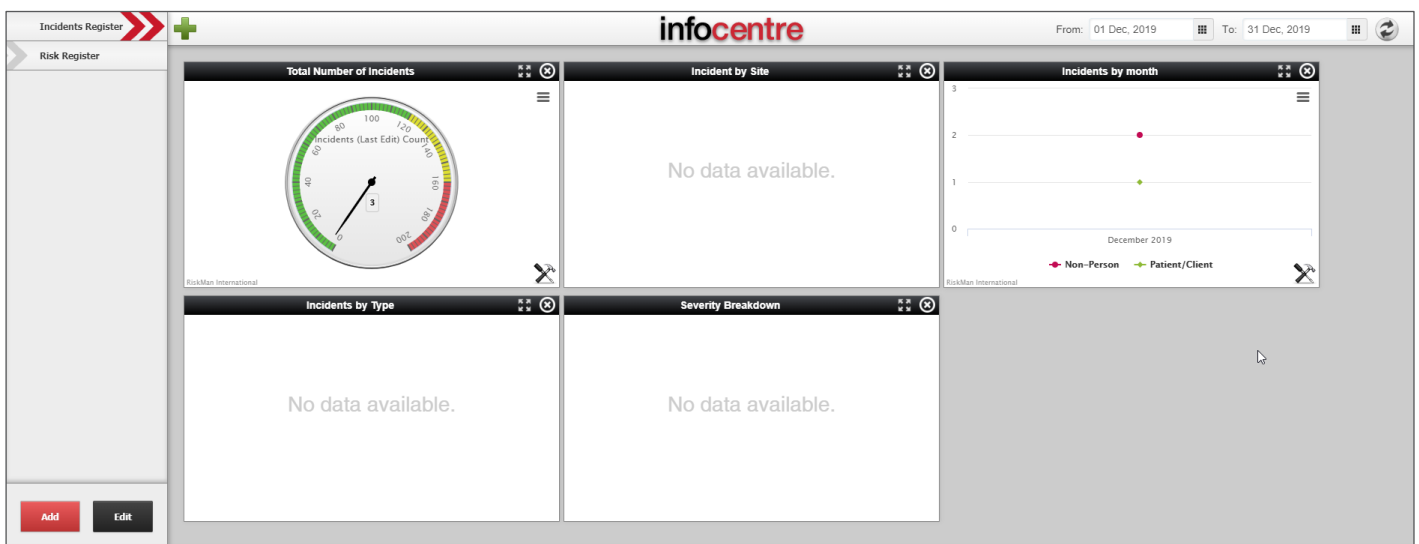 Incidents Register
Risk Register
Add
Edit
infocentre
From: 01 Dec, 2019 To: 31 Dec, 2019
Total Number of Incidents
Incidents (Last Edit) Count
0
20
40
60
80
100
120
140
160
180
200
3
RiskMan International
Incident by Site
No data available.
Incidents by month
3
2
1
0
December 2019
Non-Person Patient/Client
RiskMan International
Incidents by Type
No data available.
Severity Breakdown
No data available.